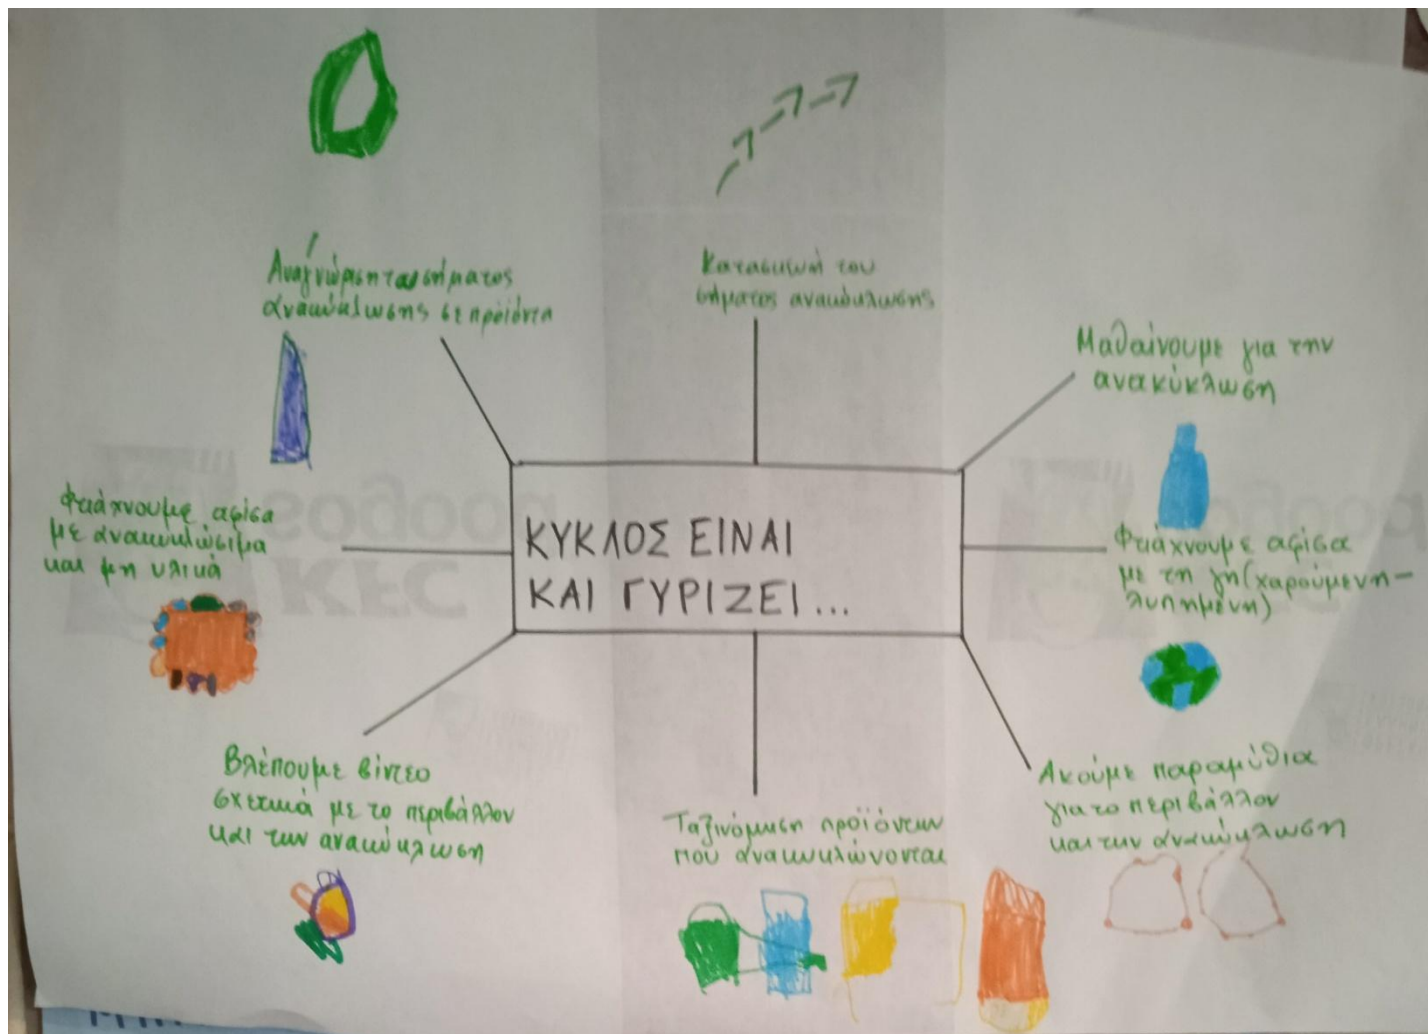 Αναγνώριση του σήματος
ανακύκλωσης σε προϊόντα
Κατασκευή του
σήματος ανακύκλωσης
Μαθαίνουμε για την
ανακύκλωση
Φτιάχνουμε αφίσα
με ανακυκλώσιμα
και μη υλικά
ΚΥΚΛΟΣ ΕΙΝΑΙ
ΚΑΙ ΓΥΡΙΖΕΙ...
Φτιάχνουμε αφίσα
με τη γη (χαρούμενη-
λυπημένη)
Βλέπουμε βίντεο
σχετικά με το περιβάλλον
και την ανακύκλωση
Ταξινόμηση προϊόντων
που ανακυκλώνονται
Ακούμε παραμύθια
για το περιβάλλον
και την ανακύκλωση